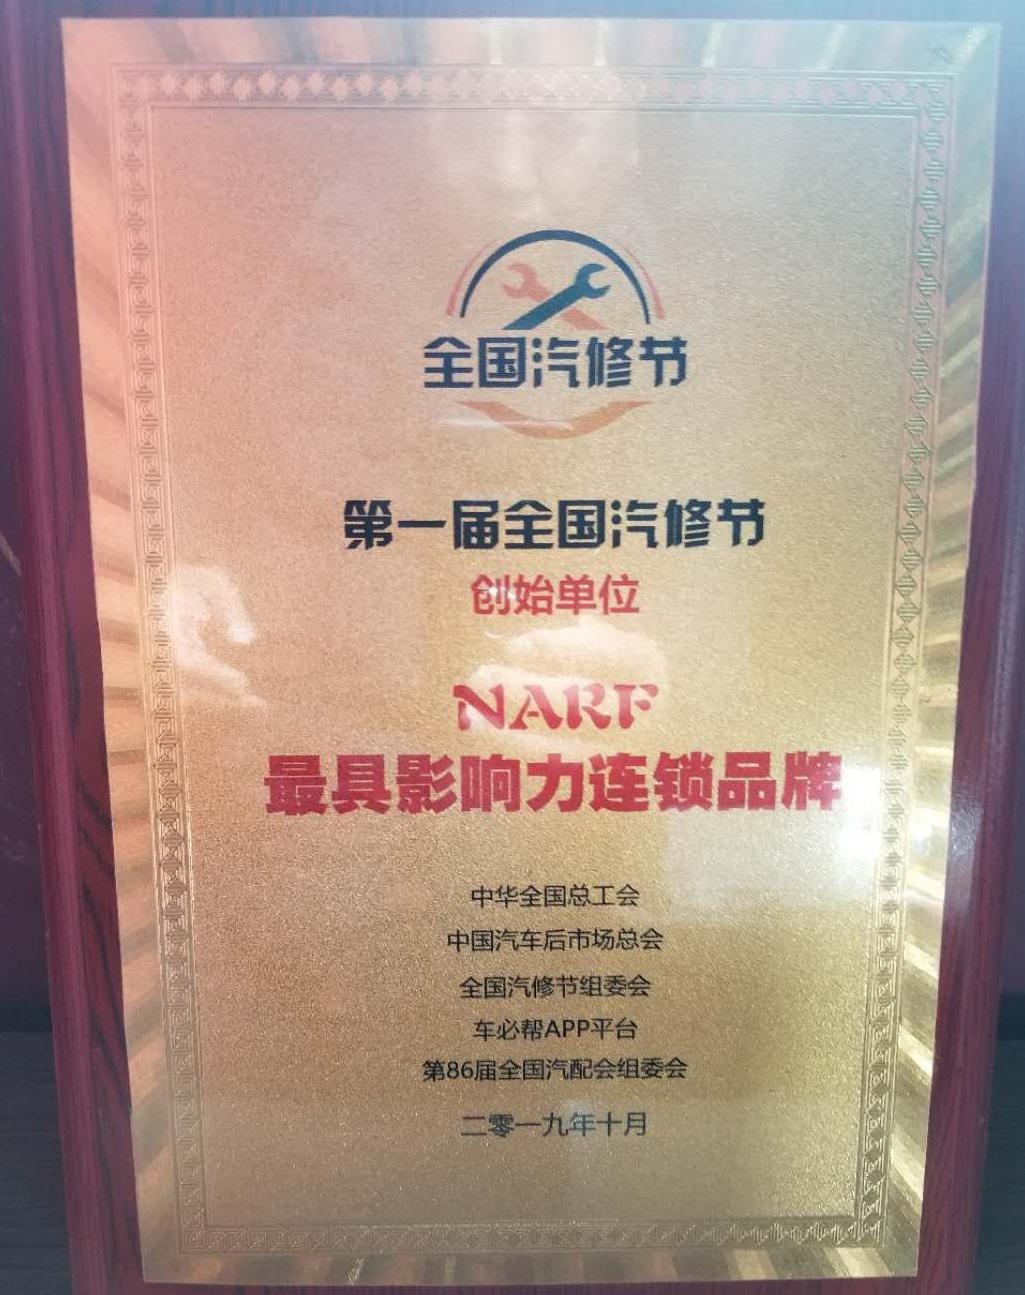 全国汽修节
第一届全国汽修节
创始单位
NARF
最具影响力连锁品牌
中华全国总工会
中国汽车后市场总会
全国汽修节组委会
车必帮APP平台
第86届全国汽配会组委会
二零一九年十月